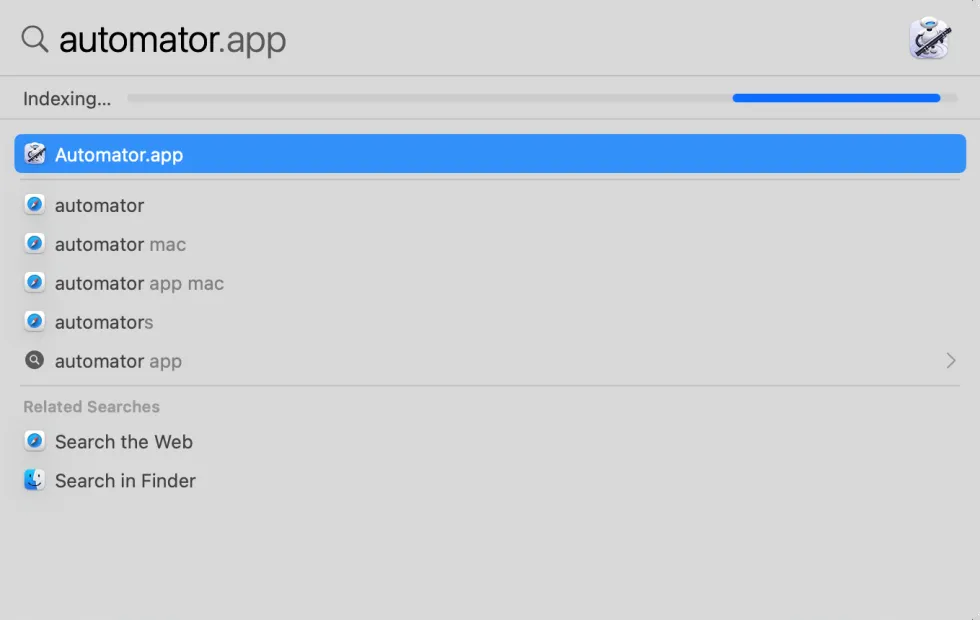 automator.app
Indexing...
Automator.app
automator
automator mac
automator app mac
automators
automator app
Related Searches
Search the Web
Search in Finder